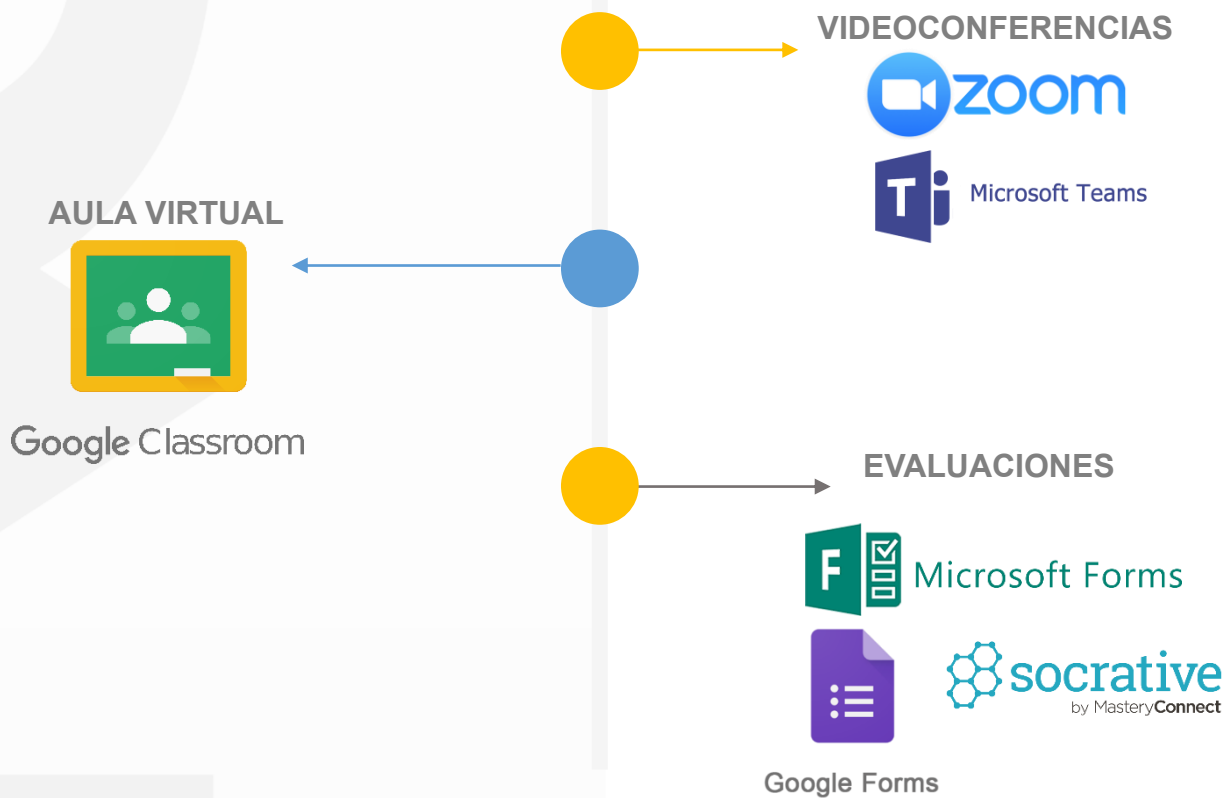 VIDEOCONFERENCIAS
zoom
T
Microsoft Teams
AULA VIRTUAL
Google Classroom
EVALUACIONES
F
Microsoft Forms
socrative
by MasteryConnect
Google Forms